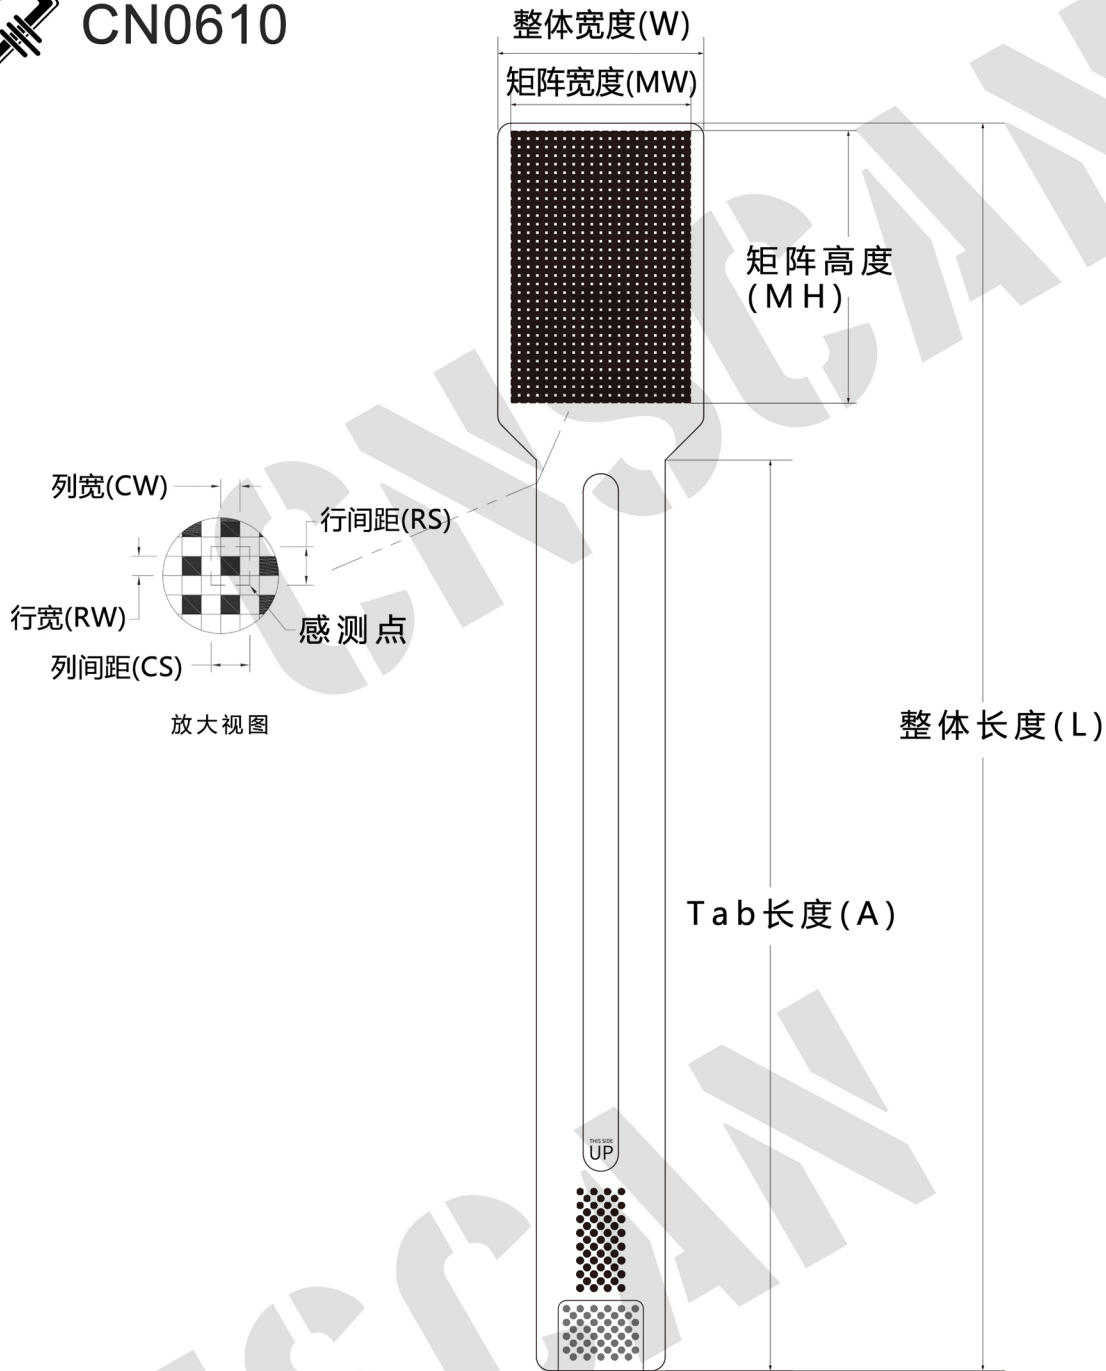 CN0610
整体宽度(W)
矩阵宽度(MW)
矩阵高度
(MH)
列宽(CW)
行间距(RS)
行宽(RW)
感测点
列间距(CS)
放大视图
整体长度(L)
Tab长度(A)
THIS SIDE
UP
CNSCAN
SCAN